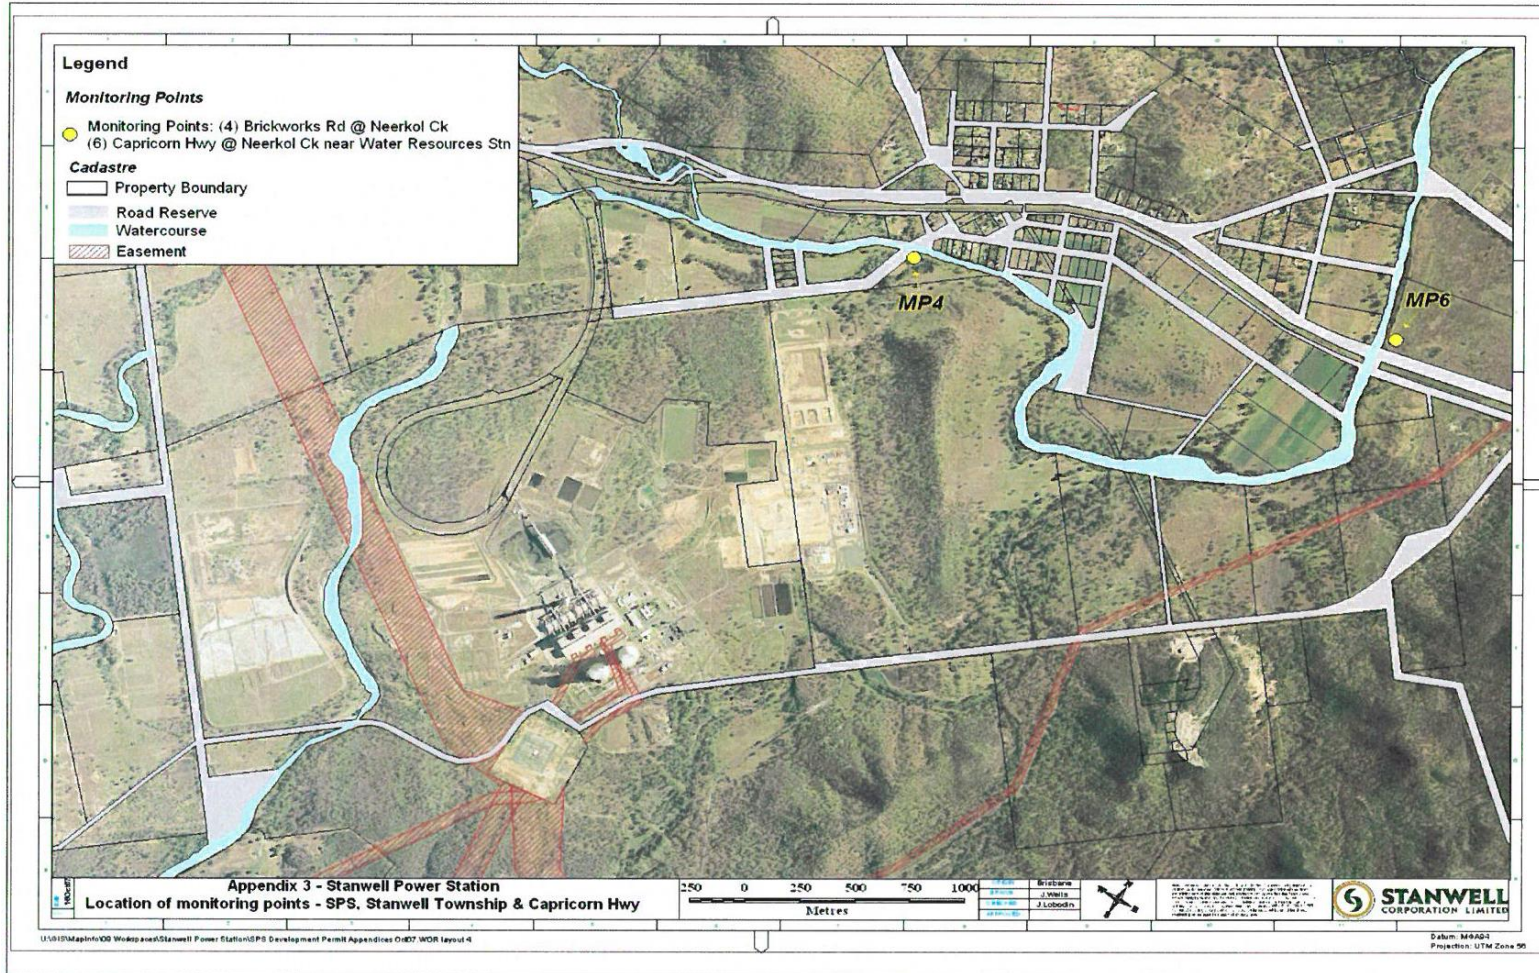 Legend
Monitoring Points
Monitoring Points: (4) Brickworks Rd @ Neerkol Ck
(6) Capricorn Hwy @ Neerkol Ck near Water Resources Stn
Cadastre
Property Boundary
Road Reserve
Watercourse
Easement
MP4
MP6
Appendix 3 - Stanwell Power Station
Location of monitoring points - SPS, Stanwell Township & Capricorn Hwy
250 0 250 500 750 1000
Metres
Brisbane
J.Wells
J.Lobodin
STANWELL
CORPORATION LIMITED
Datum: MGA94
Projection: UTM Zone 56